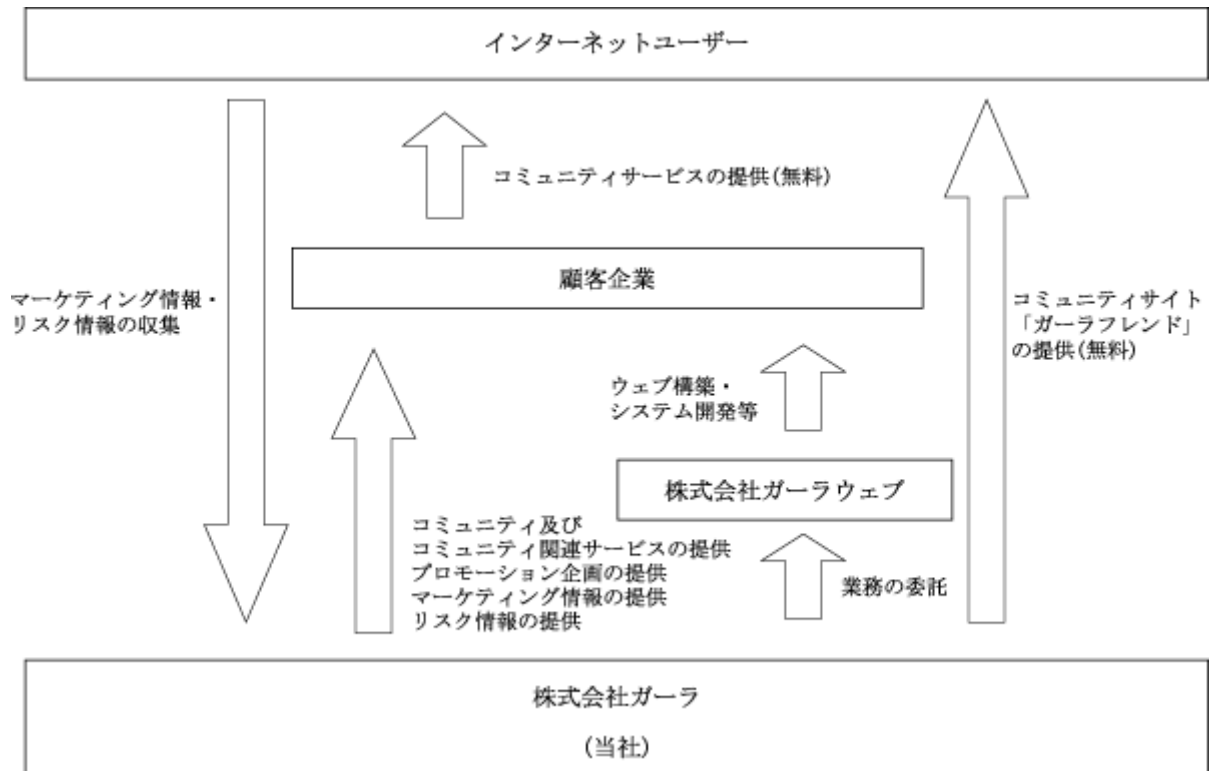 インターネットユーザー
コミュニティサービスの提供(無料)
顧客企業
マーケティング情報・
リスク情報の収集
コミュニティサイト
「ガーラフレンド」
の提供(無料)
ウェブ構築・
システム開発等
株式会社ガーラウェブ
コミュニティ及び
コミュニティ関連サービスの提供
プロモーション企画の提供
マーケティング情報の提供
リスク情報の提供
業務の委託
株式会社ガーラ
(当社)